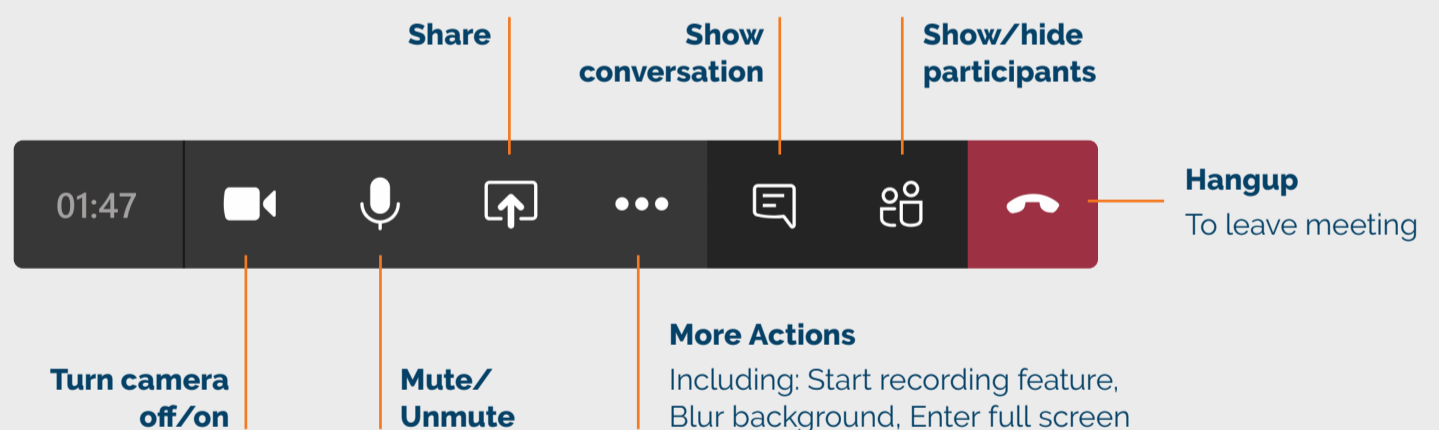 Share
Show
conversation
Show/hide
participants
01:47
Hangup
To leave meeting
Turn camera
off/on
Mute/
Unmute
More Actions
Including: Start recording feature,
Blur background, Enter full screen